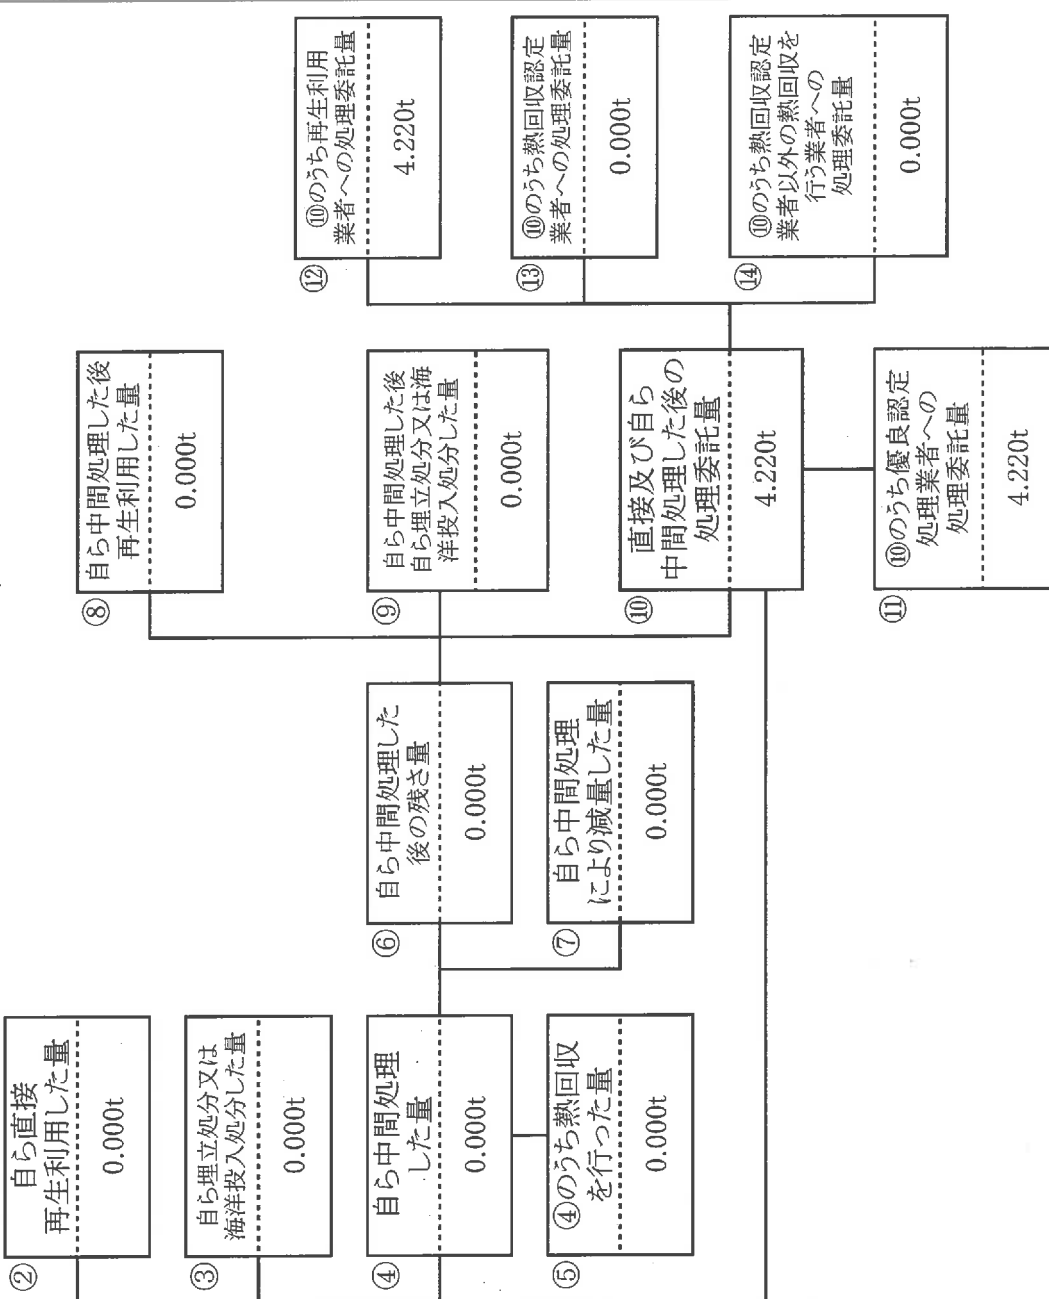 ②
自ら直接
再生利用した量
0.000t
③
自ら埋立処分又は
海洋投入処分した量
0.000t
④
自ら中間処理
した量
0.000t
⑤
④のうち熱回収
を行った量
0.000t
⑥
自ら中間処理した
後の残さ量
0.000t
⑦
自ら中間処理
により減量した量
0.000t
⑧
自ら中間処理した後
再生利用した量
0.000t
⑨
自ら中間処理した後
自ら埋立処分又は海
洋投入処分した量
0.000t
⑩
直接及び自ら
中間処理した後の
処理委託量
4.220t
⑪
⑩のうち優良認定
処理業者への
処理委託量
4.220t
⑫
⑩のうち再生利用
業者への処理委託量
4.220t
⑬
⑩のうち熱回収認定
業者への処理委託量
0.000t
⑭
⑩のうち熱回収認定
業者以外の熱回収を
行う業者への
処理委託量
0.000t